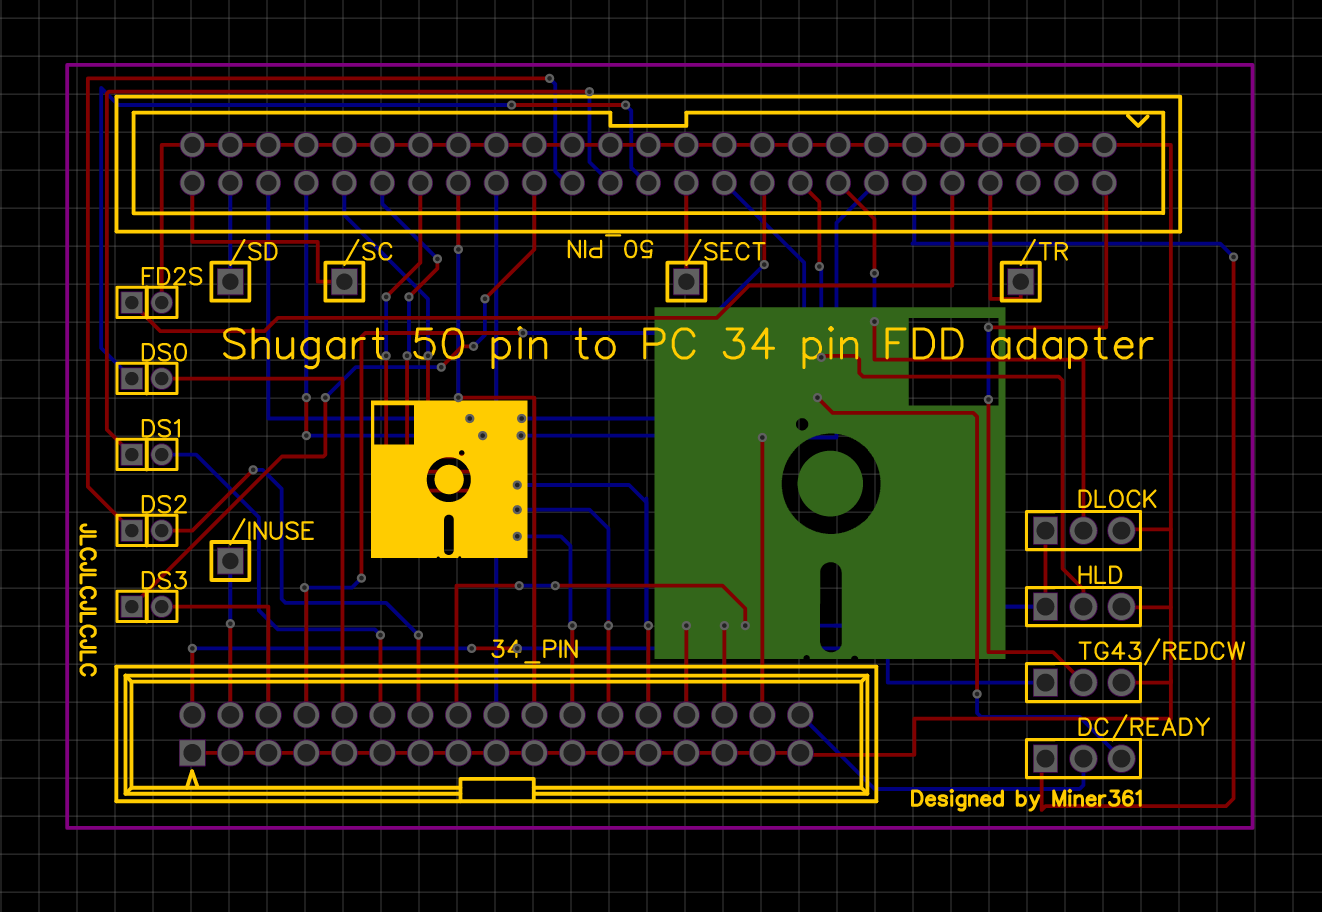 /SD
/SC
50_PIN
/SECT
/TR
FD2S
Shugart 50 pin to PC 34 pin FDD adapter
DS0
DS1
DS2
/INUSE
DS3
JLCJLCJLCJLC
34_PIN
DLOCK
HLD
TG43/REDCW
DC/READY
Designed by Miner361